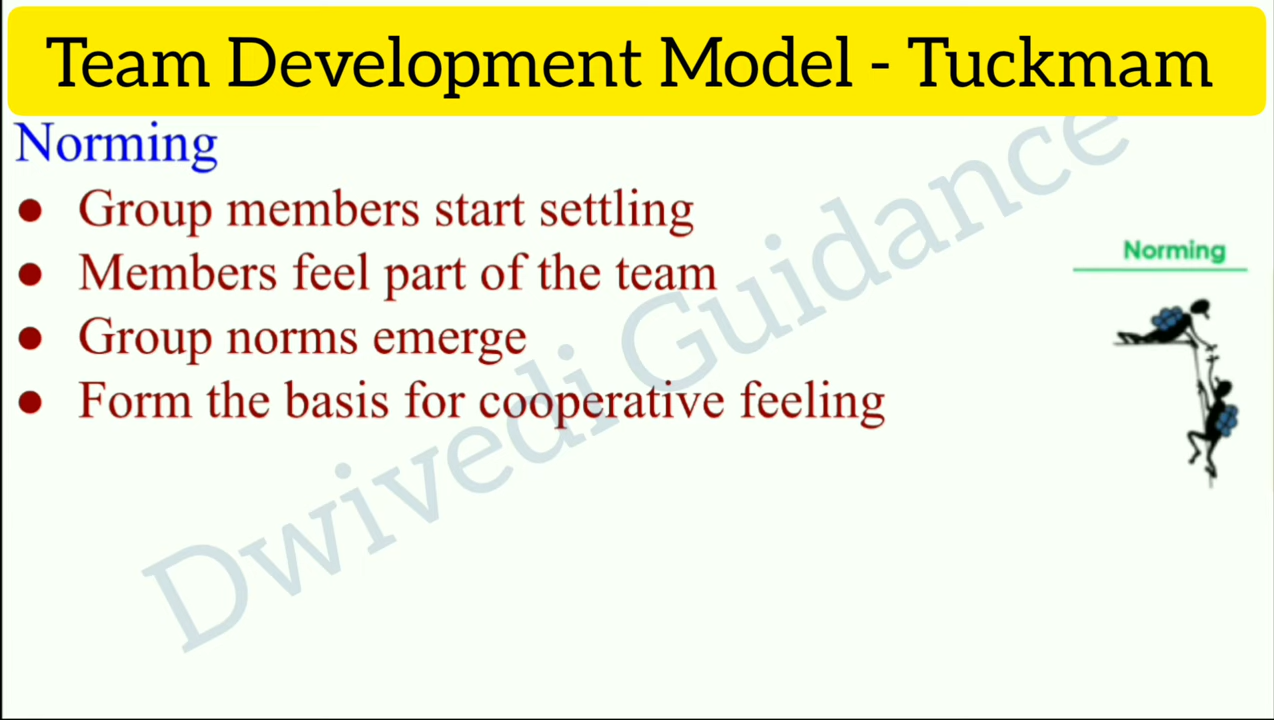 Team Development Model - Tuckmam
Norming
● Group members start settling
● Members feel part of the team
● Group norms emerge
● Form the basis for cooperative feeling
Norming
Dwivedi Guidance